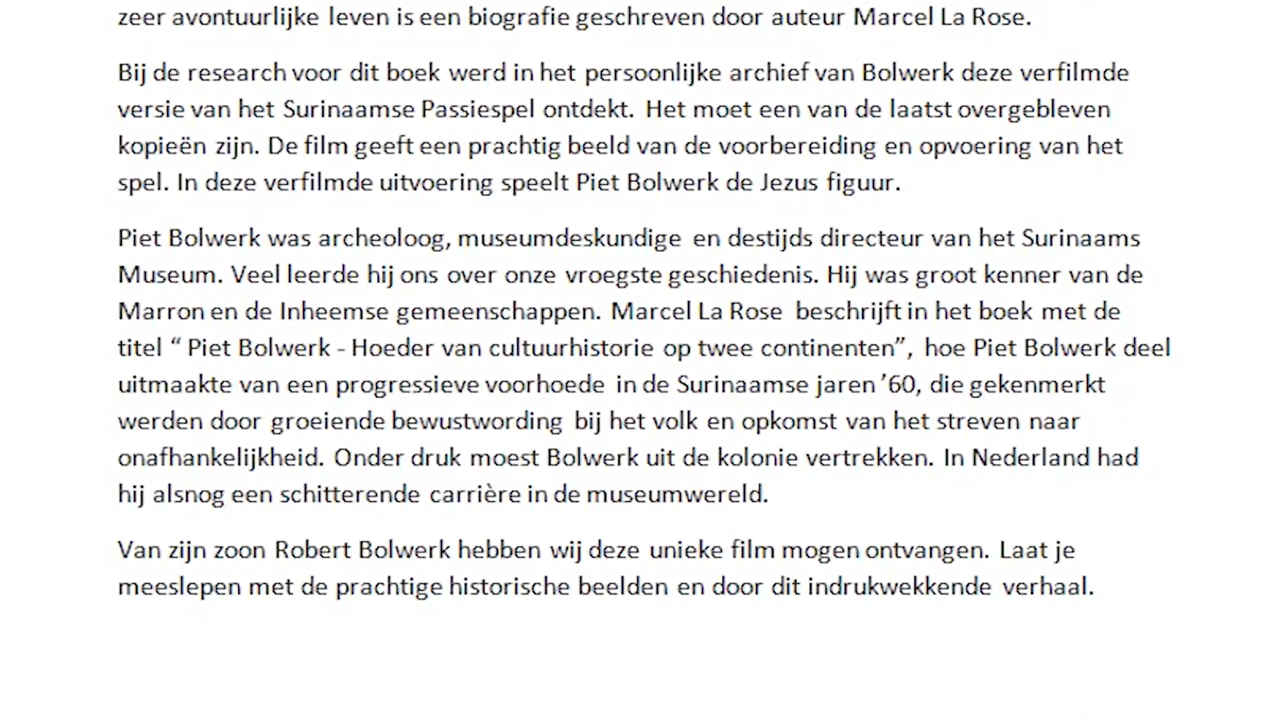 zeer avontuurlijke leven is een biografie geschreven door auteur Marcel La Rose.
Bij de research voor dit boek werd in het persoonlijke archief van Bolwerk deze verfilmde
versie van het Surinaamse Passiespel ontdekt. Het moet een van de laatst overgebleven
kopieën zijn. De film geeft een prachtig beeld van de voorbereiding en opvoering van het
spel. In deze verfilmde uitvoering speelt Piet Bolwerk de Jezus figuur.
Piet Bolwerk was archeoloog, museumdeskundige en destijds directeur van het Surinaams
Museum. Veel leerde hij ons over onze vroegste geschiedenis. Hij was groot kenner van de
Marron en de Inheemse gemeenschappen. Marcel La Rose beschrijft in het boek met de
titel “ Piet Bolwerk - Hoeder van cultuurhistorie op twee continenten”, hoe Piet Bolwerk deel
uitmaakte van een progressieve voorhoede in de Surinaamse jaren ’60, die gekenmerkt
werden door groeiende bewustwording bij het volk en opkomst van het streven naar
onafhankelijkheid. Onder druk moest Bolwerk uit de kolonie vertrekken. In Nederland had
hij alsnog een schitterende carrière in de museumwereld.
Van zijn zoon Robert Bolwerk hebben wij deze unieke film mogen ontvangen. Laat je
meeslepen met de prachtige historische beelden en door dit indrukwekkende verhaal.